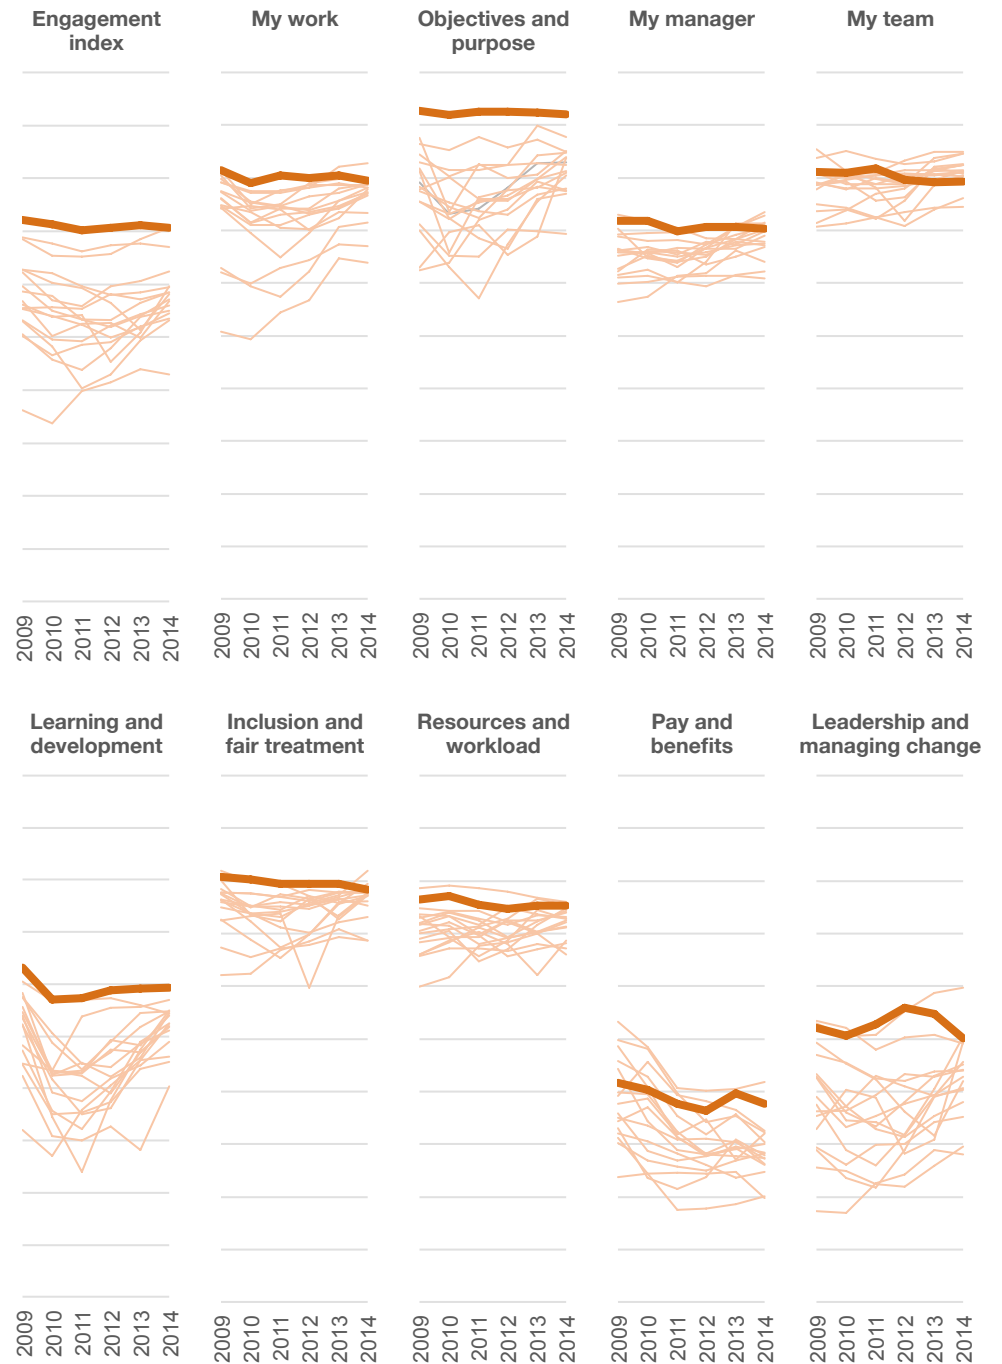 Engagement
index
My work
Objectives and
purpose
My manager
My team
2009 2010 2011 2012 2013 2014
2009 2010 2011 2012 2013 2014
2009 2010 2011 2012 2013 2014
2009 2010 2011 2012 2013 2014
2009 2010 2011 2012 2013 2014
Learning and
development
Inclusion and
fair treatment
Resources and
workload
Pay and
benefits
Leadership and
managing change
2009 2010 2011 2012 2013 2014
2009 2010 2011 2012 2013 2014
2009 2010 2011 2012 2013 2014
2009 2010 2011 2012 2013 2014
2009 2010 2011 2012 2013 2014